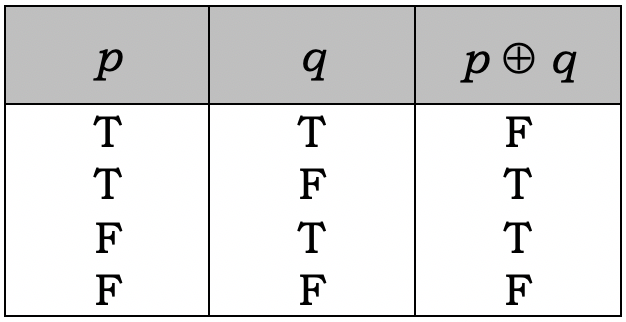 p q p ⊕ q
T T F
T F T
F T T
F F F